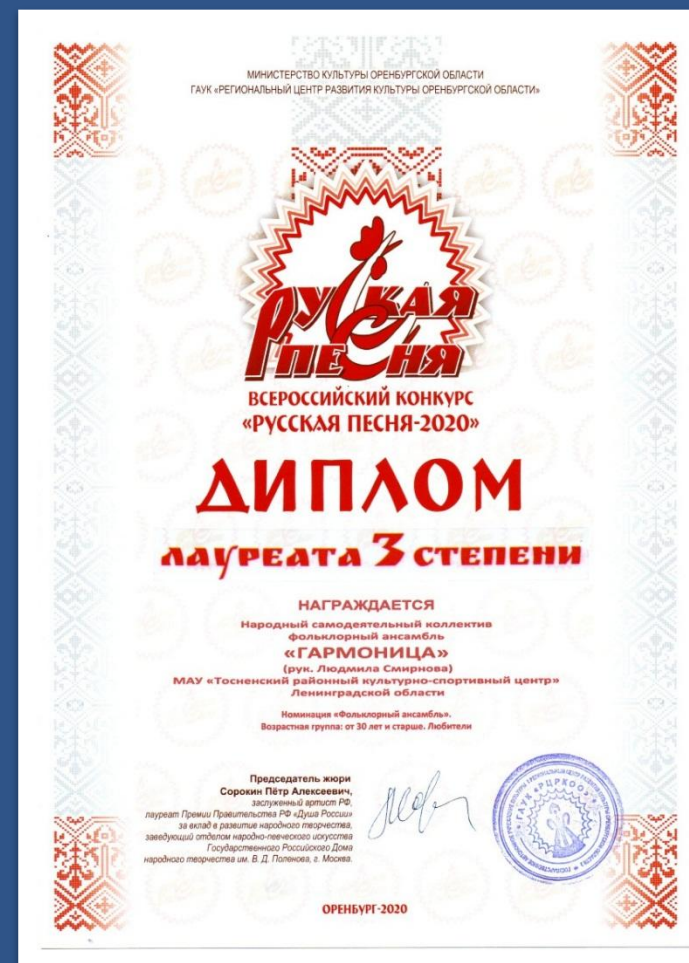 МИНИСТЕРСТВО КУЛЬТУРЫ ОРЕНБУРГСКОЙ ОБЛАСТИ
ГАУК «РЕГИОНАЛЬНЫЙ ЦЕНТР РАЗВИТИЯ КУЛЬТУРЫ ОРЕНБУРГСКОЙ ОБЛАСТИ»
РУССКАЯ
ПЕСНЯ
ВСЕРОССИЙСКИЙ КОНКУРС
«РУССКАЯ ПЕСНЯ-2020»
ДИПЛОМ
ЛАУРЕАТА 3 СТЕПЕНИ
НАГРАЖДАЕТСЯ
Народный самодеятельный коллектив
фольклорный ансамбль
«ГАРМОНИЦА»
(рук. Людмила Смирнова)
МАУ «Тосненский районный культурно-спортивный центр»
Ленинградской области
Номинация «Фольклорный ансамбль».
Возрастная группа: от 30 лет и старше. Любители
Председатель жюри
Сорокин Пётр Алексеевич,
заслуженный артист РФ,
лауреат Премии Правительства РФ «Душа России»
за вклад в развитие народного творчества,
заведующий отделом народно-певческого искусства
Государственного Российского Дома
народного творчества им. В. Д. Поленова, г. Москва.
ГАУК «РЦРКОО»
ОРЕНБУРГ-2020